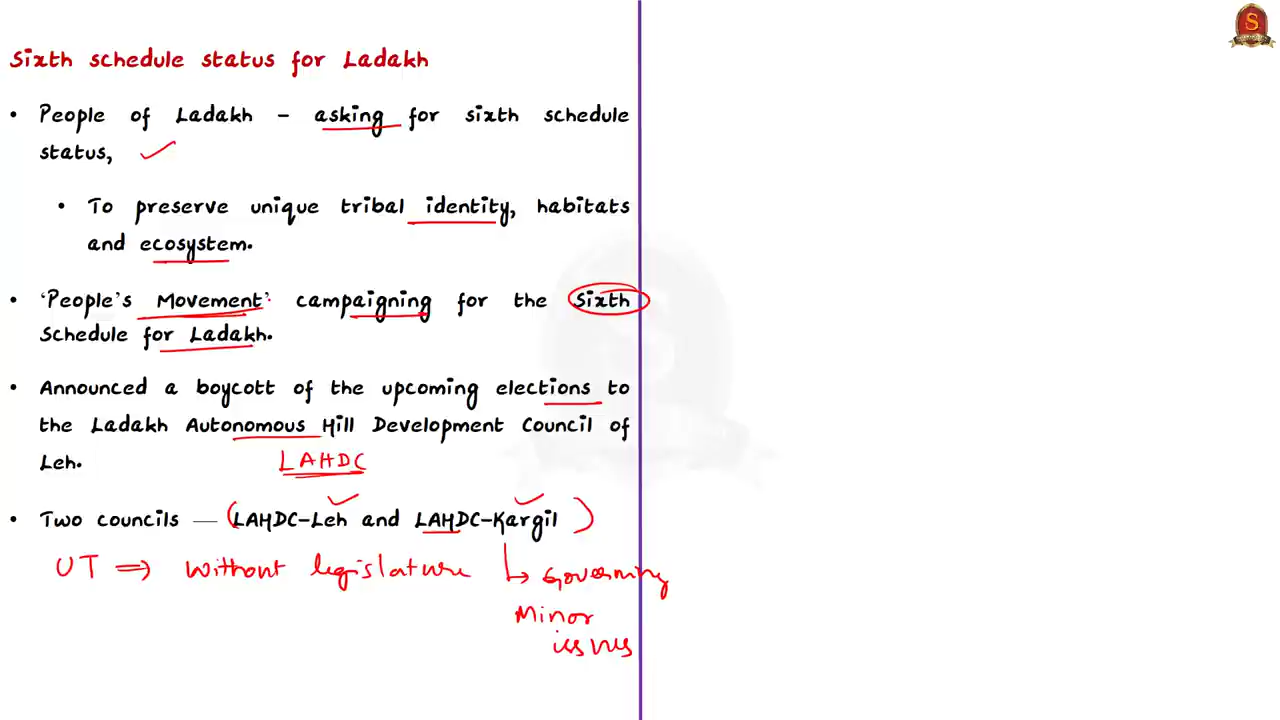 Sixth schedule status for Ladakh
• People of Ladakh – asking for sixth schedule
status,
• To preserve unique tribal identity, habitats
and ecosystem.
• 'People's Movement' campaigning for the Sixth
Schedule for Ladakh.
• Announced a boycott of the upcoming elections to
the Ladakh Autonomous Hill Development Council of
Leh.
LAHDC
• Two councils — (LAHDC-Leh and LAHDC-Kargil)
UT ⇒ without legislature
↳ Governing
Minor
issues
S